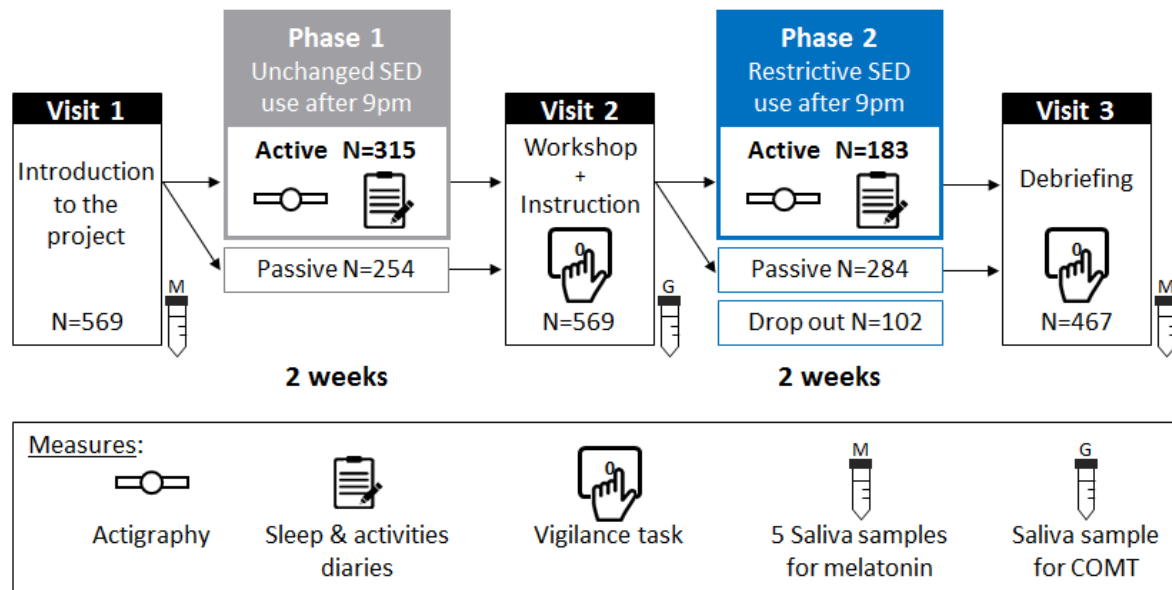 Visit 1
Introduction
to the
project
N=569
M
Phase 1
Unchanged SED
use after 9pm
Active N=315
Passive N=254
2 weeks
Visit 2
Workshop
+
Instruction
0
N=569
G
Phase 2
Restrictive SED
use after 9pm
Active N=183
Passive N=284
Drop out N=102
2 weeks
Visit 3
Debriefing
0
N=467
M
Measures:
Actigraphy
Sleep & activities
diaries
0
Vigilance task
M
5 Saliva samples
for melatonin
G
Saliva sample
for COMT